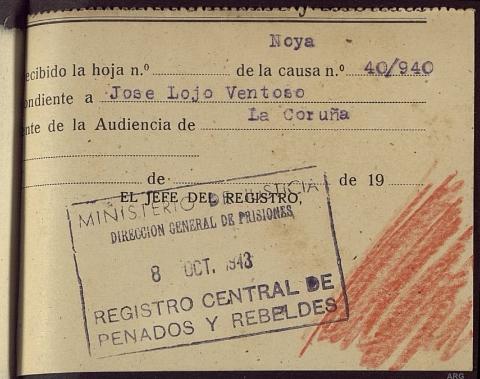 Noya
ecibido la hoja n.º de la causa n.º 40/940
ondiente a Jose Lojo Ventoso
nte de la Audiencia de La Coruña
de de 19
EL JEFE DEL REGISTRO,
MINISTERIO DE JUSTICIA
DIRECCION GENERAL DE PRISIONES
8 OCT. 1943
REGISTRO CENTRAL DE
PENADOS Y REBELDES
ARG